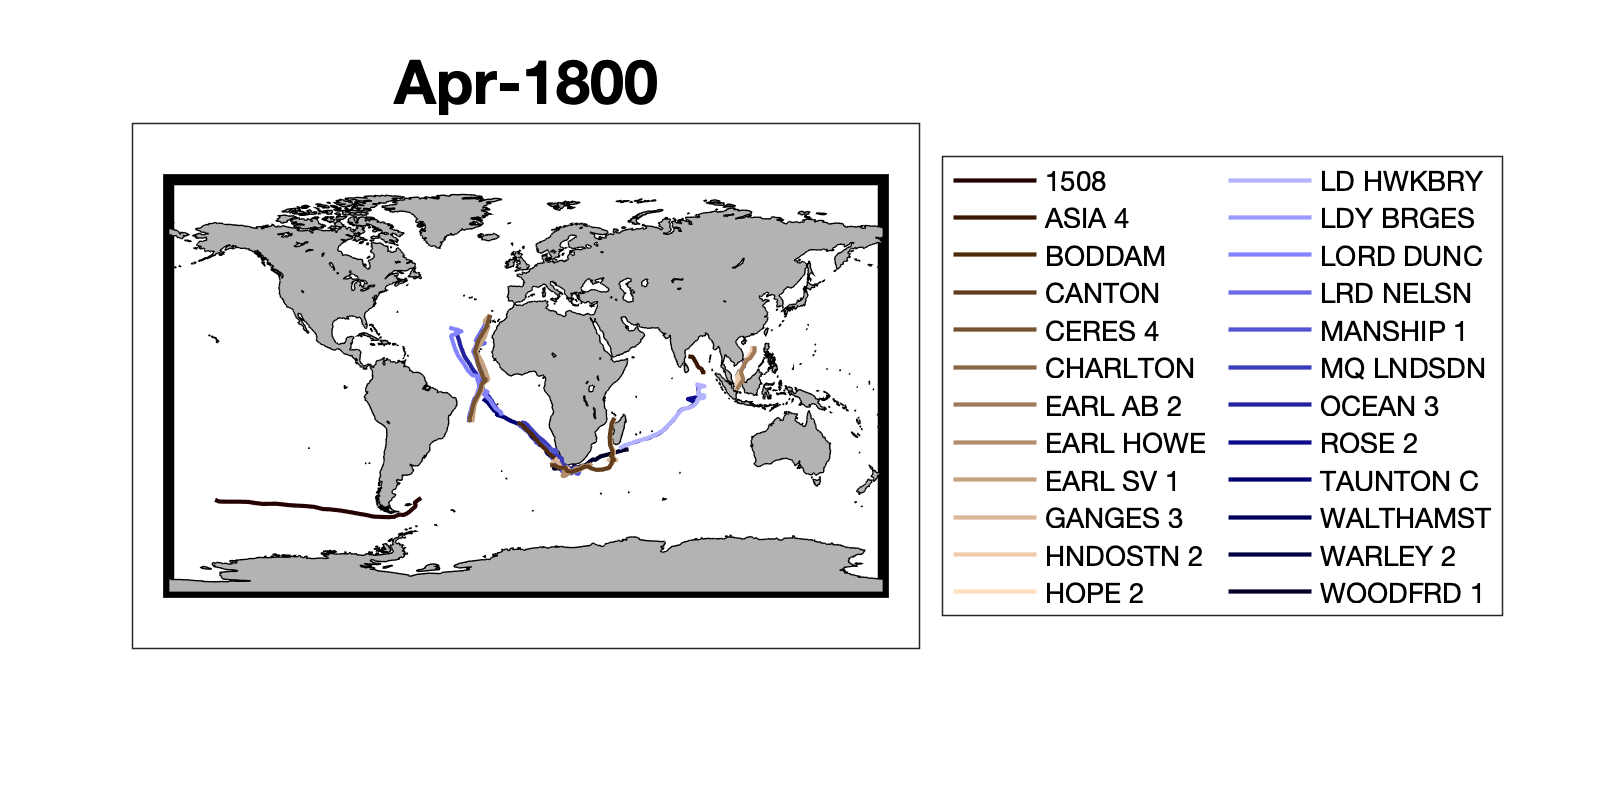 Apr-1800
1508
ASIA 4
BODDAM
CANTON
CERES 4
CHARLTON
EARL AB 2
EARL HOWE
EARL SV 1
GANGES 3
HNDOSTN 2
HOPE 2
LD HWKBRY
LDY BRGES
LORD DUNC
LRD NELSN
MANSHIP 1
MQ LNDSDN
OCEAN 3
ROSE 2
TAUNTON C
WALTHAMST
WARLEY 2
WOODFRD 1